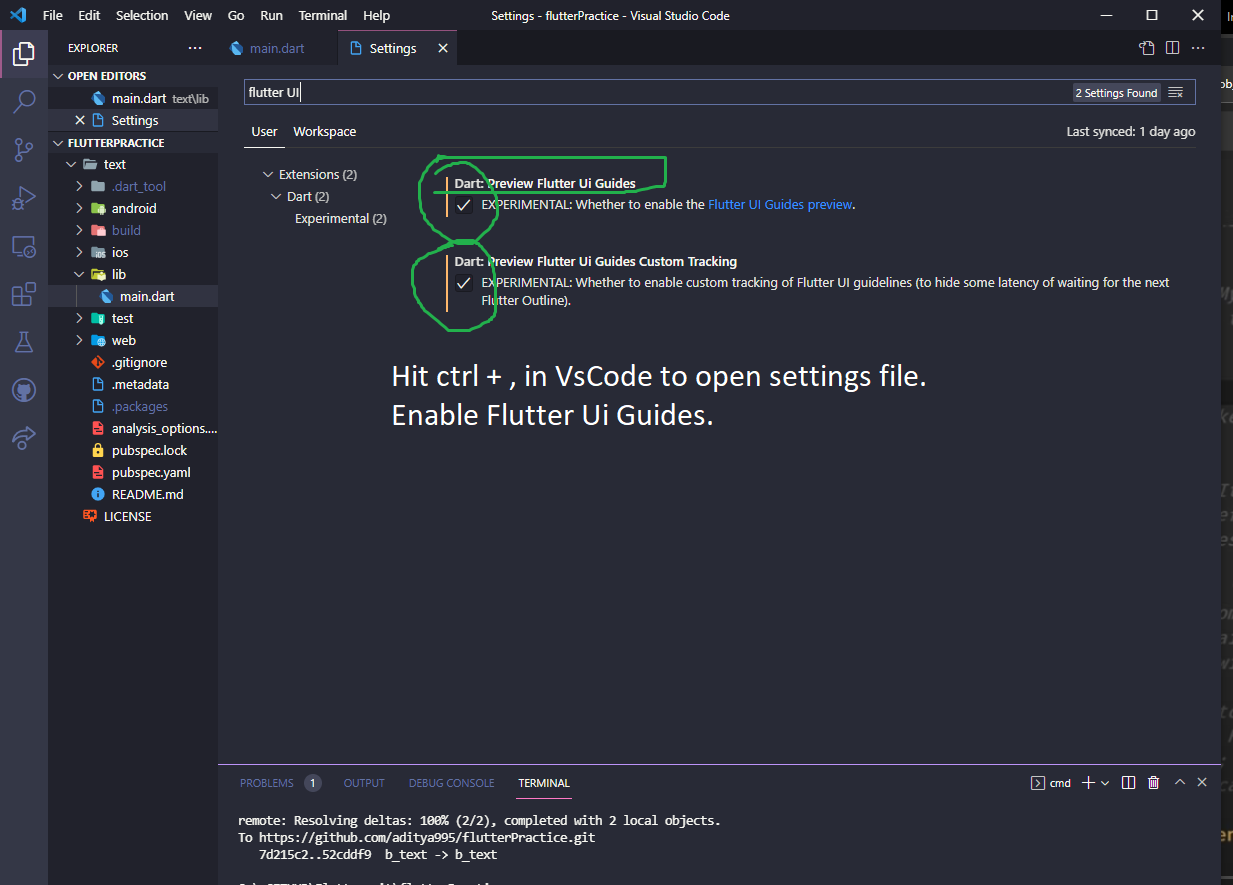 File Edit Selection View Go Run Terminal Help Settings - flutterPractice - Visual Studio Code
EXPLORER
main.dart
Settings
OPEN EDITORS
main.dart text\lib
Settings
FLUTTERPRACTICE
text
.dart_tool
android
build
ios
lib
main.dart
test
web
.gitignore
.metadata
.packages
analysis_options....
pubspec.lock
pubspec.yaml
README.md
LICENSE
flutter UI
2 Settings Found
User Workspace
Last synced: 1 day ago
Extensions (2)
Dart (2)
Experimental (2)
Dart: Preview Flutter Ui Guides
EXPERIMENTAL: Whether to enable the Flutter UI Guides preview.
Dart: Preview Flutter Ui Guides Custom Tracking
EXPERIMENTAL: Whether to enable custom tracking of Flutter UI guidelines (to hide some latency of waiting for the next
Flutter Outline).
Hit ctrl + , in VsCode to open settings file.
Enable Flutter Ui Guides.
PROBLEMS 1 OUTPUT DEBUG CONSOLE TERMINAL
cmd
remote: Resolving deltas: 100% (2/2), completed with 2 local objects.
To https://github.com/aditya995/flutterPractice.git
7d215c2..52cddf9 b_text -> b_text